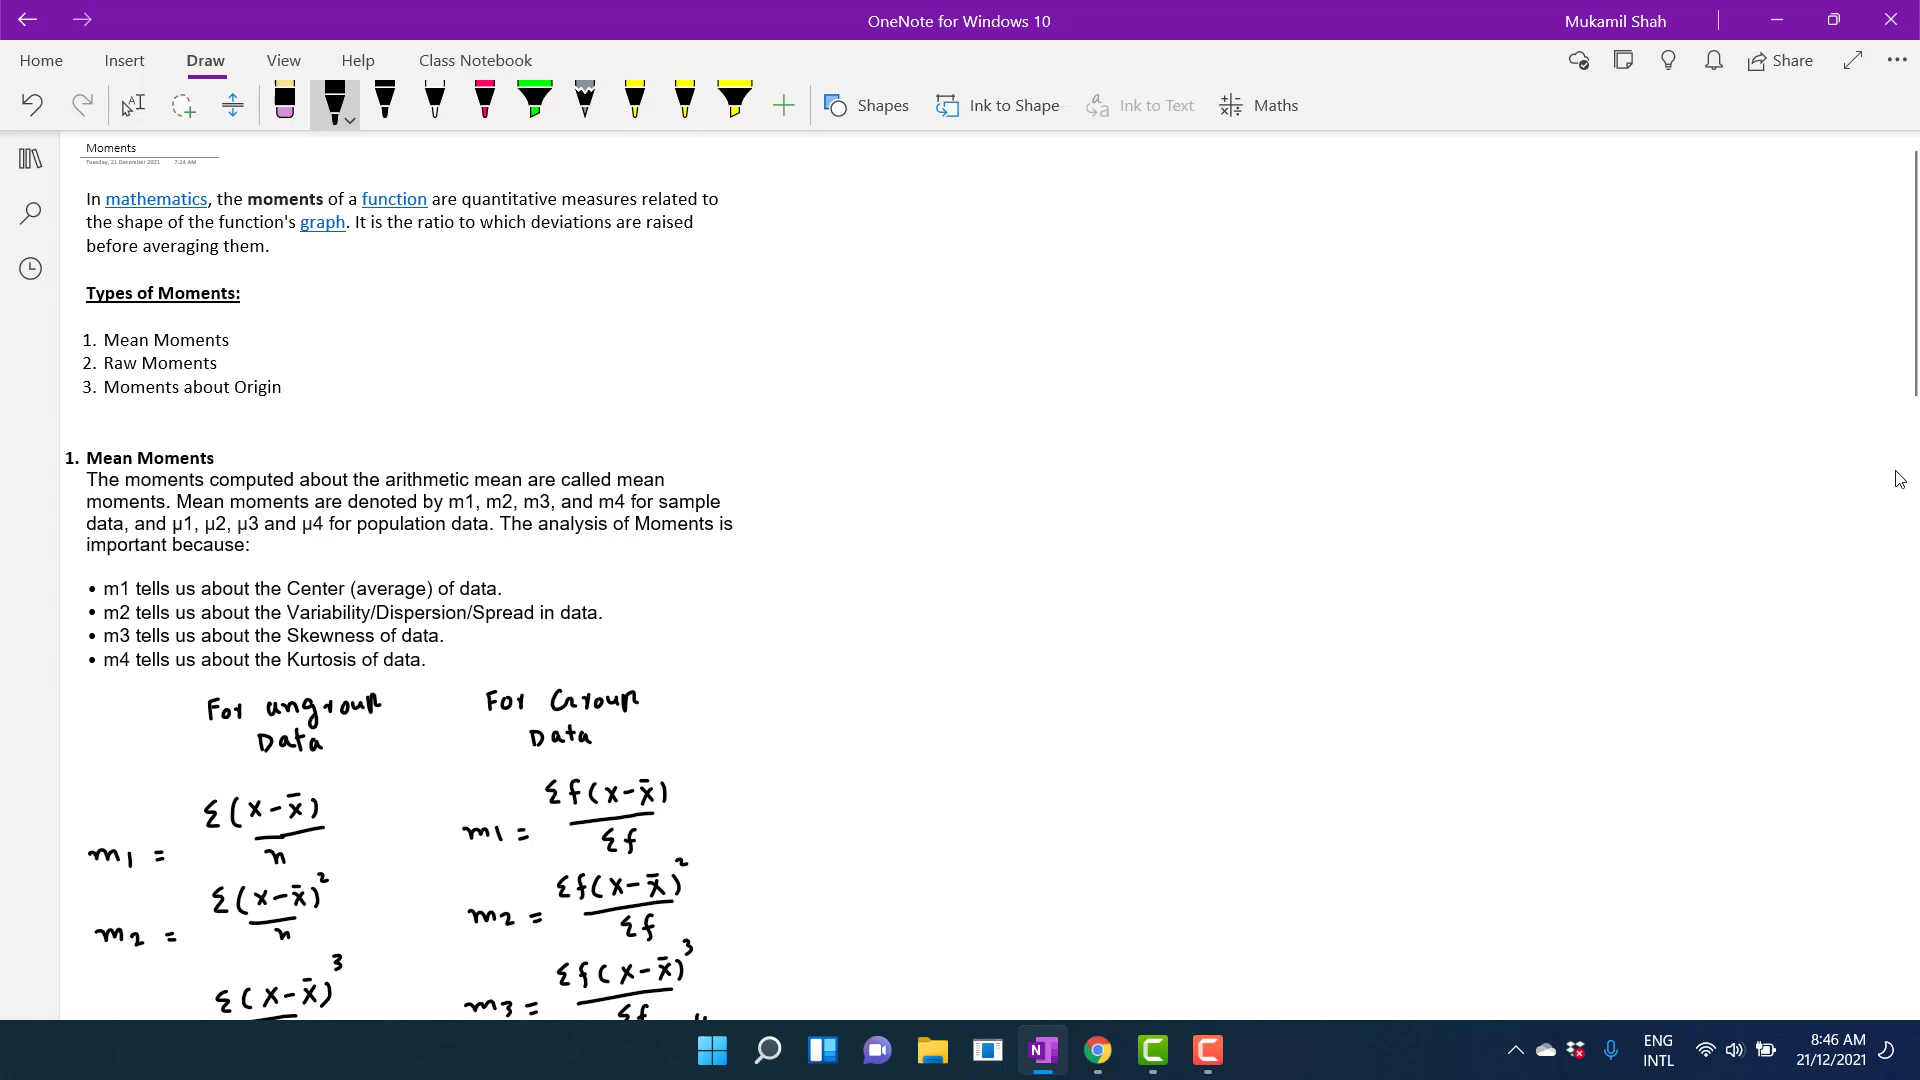 OneNote for Windows 10
Mukamil Shah
Home Insert Draw View Help Class Notebook
Share
Shapes Ink to Shape Ink to Text Maths
Moments
Tuesday, 21 December 2021 7:24 AM
In mathematics, the moments of a function are quantitative measures related to
the shape of the function's graph. It is the ratio to which deviations are raised
before averaging them.
Types of Moments:
1. Mean Moments
2. Raw Moments
3. Moments about Origin
1. Mean Moments
The moments computed about the arithmetic mean are called mean
moments. Mean moments are denoted by m1, m2, m3, and m4 for sample
data, and µ1, µ2, µ3 and µ4 for population data. The analysis of Moments is
important because:
• m1 tells us about the Center (average) of data.
• m2 tells us about the Variability/Dispersion/Spread in data.
• m3 tells us about the Skewness of data.
• m4 tells us about the Kurtosis of data.
For ungroup
Data
For Group
Data
m1 = Σ(x-x̄) / n
m1 = Σf(x-x̄) / Σf
m2 = Σ(x-x̄)² / n
m2 = Σf(x-x̄)² / Σf
Σ(x-x̄)³
m3 = Σf(x-x̄)³ / Σf
ENG
INTL
8:46 AM
21/12/2021